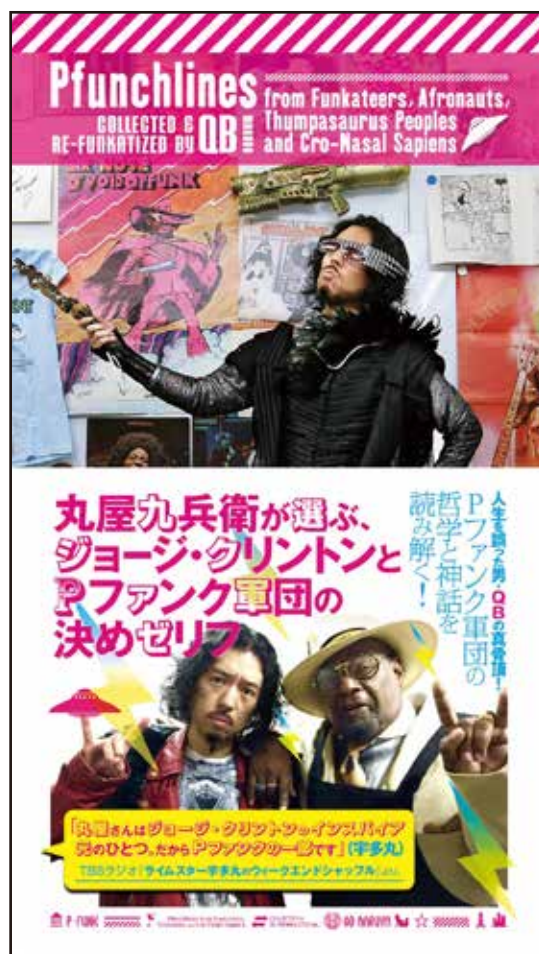 Pfunchlines
COLLECTED &
RE-FUNKATIZED BY QB
from Funkateers, Afronauts,
Thumpasaurus Peoples
and Cro-Nasal Sapiens
丸屋九兵衛が選ぶ、
ジョージ・クリントンと
Pファンク軍団の
決めゼリフ
人生を誤った男・QBの真骨頂!
Pファンク軍団の
哲学と神話を
読み解く!
「丸屋さんはジョージ・クリントンのインスパイア
元のひとつ。だからPファンクの一部です」(宇多丸)
TBSラジオ『ライムスター宇多丸のウィークエンドシャッフル』
P-FUNK